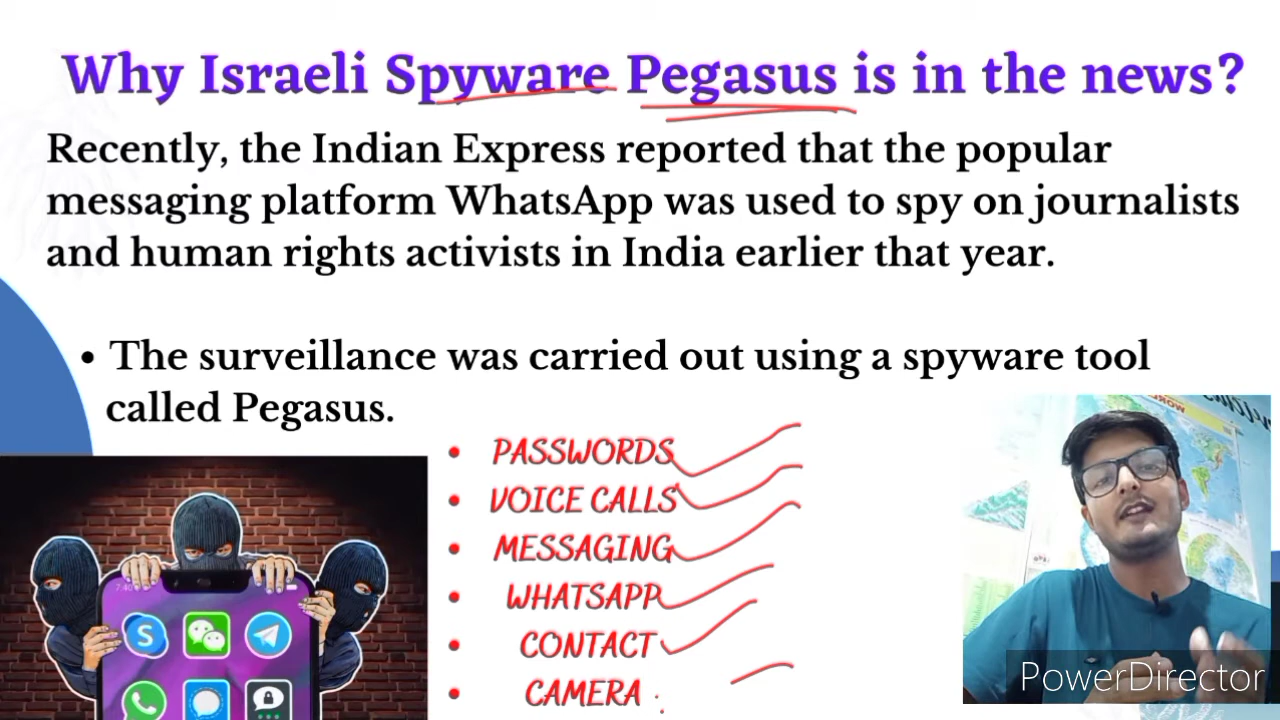 Why Israeli Spyware Pegasus is in the news?
Recently, the Indian Express reported that the popular
messaging platform WhatsApp was used to spy on journalists
and human rights activists in India earlier that year.
• The surveillance was carried out using a spyware tool
called Pegasus.
• PASSWORDS
• VOICE CALLS
• MESSAGING
• WHATSAPP
• CONTACT
• CAMERA
7:40
S
PowerDirector